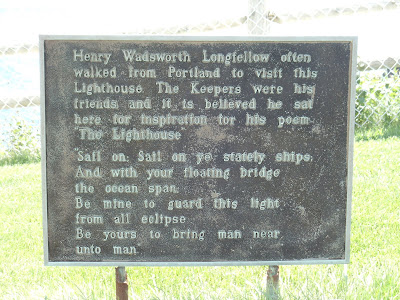 Henry Wadsworth Longfellow often
walked from Portland to visit this
Lighthouse. The Keepers were his
friends and it is believed he sat
here for inspiration for his poem
"The Lighthouse"
"Sail on: Sail on ye stately ships;
And with your floating bridge
the ocean span.
Be mine to guard this light
from all eclipse
Be yours to bring man near
unto man